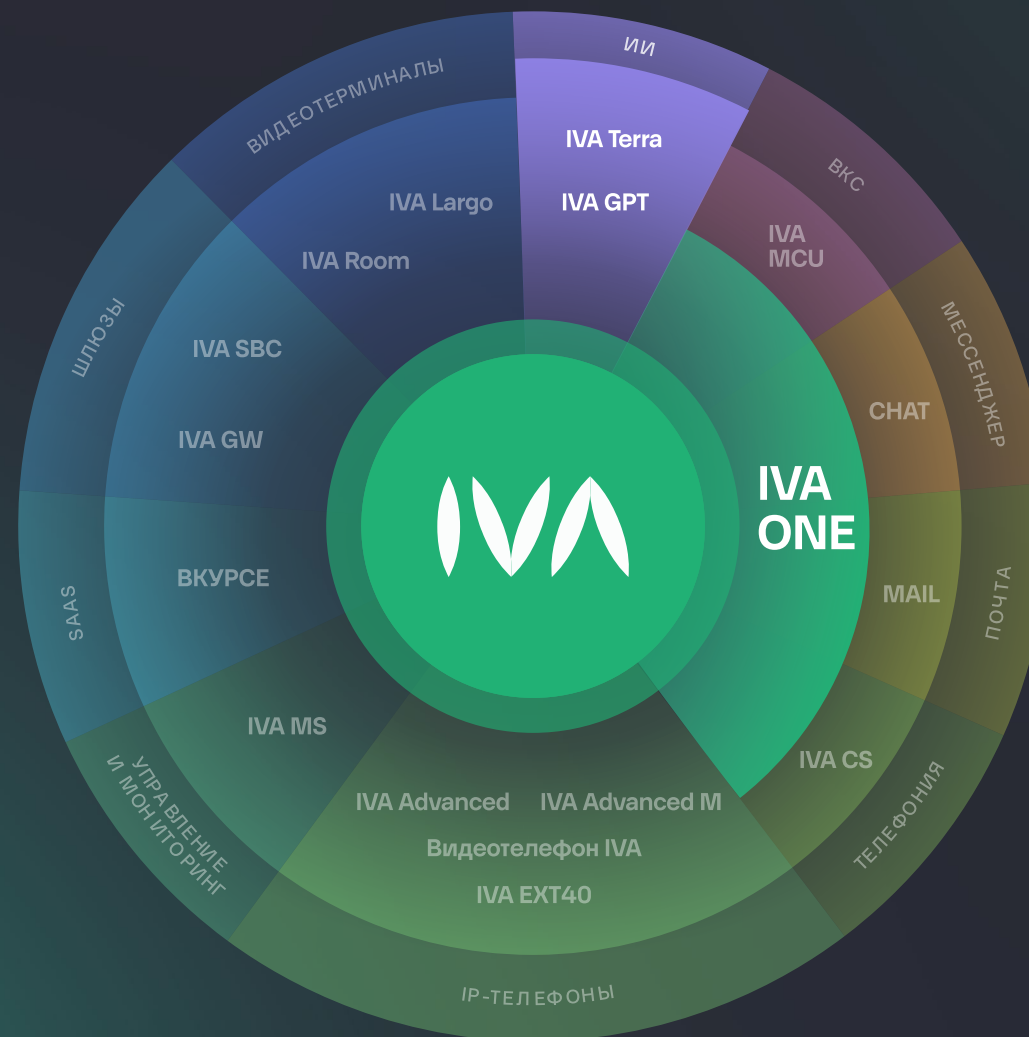 ИИ
IVA Terra
IVA GPT
ВКС
IVA
MCU
МЕССЕНДЖЕР
CHAT
ПОЧТА
MAIL
ТЕЛЕФОНИЯ
IVA CS
IVA
ONE
IP-ТЕЛЕФОНЫ
IVA Advanced
IVA Advanced M
Видеотелефон IVA
IVA EXT40
УПРАВЛЕНИЕ
И МОНИТОРИНГ
IVA MS
SAAS
ВКУРСЕ
ШЛЮЗЫ
IVA SBC
IVA GW
ВИДЕОТЕРМИНАЛЫ
IVA Largo
IVA Room
IVA